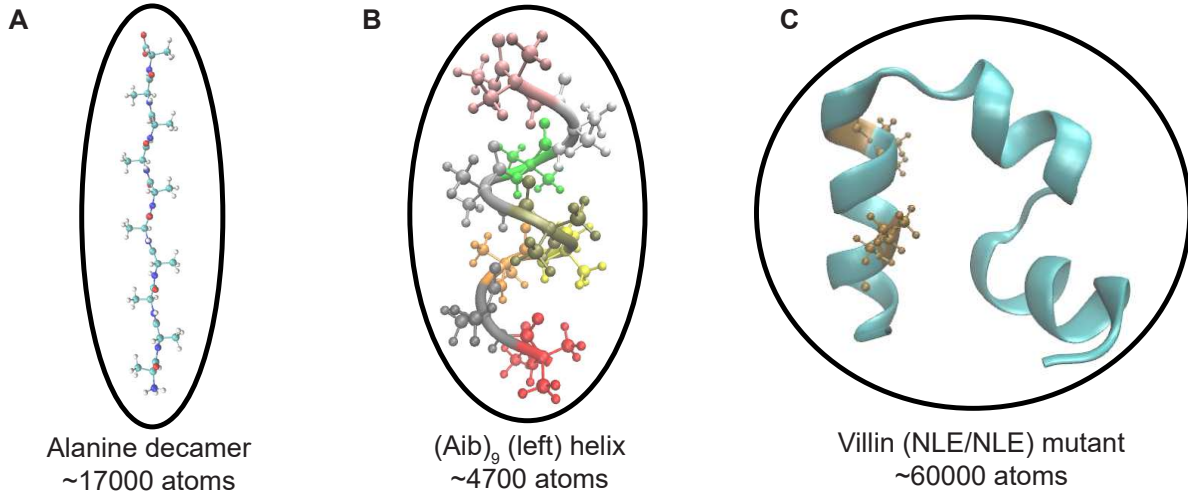 A
B
C
Alanine decamer
~17000 atoms
(Aib)₉ (left) helix
~4700 atoms
Villin (NLE/NLE) mutant
~60000 atoms